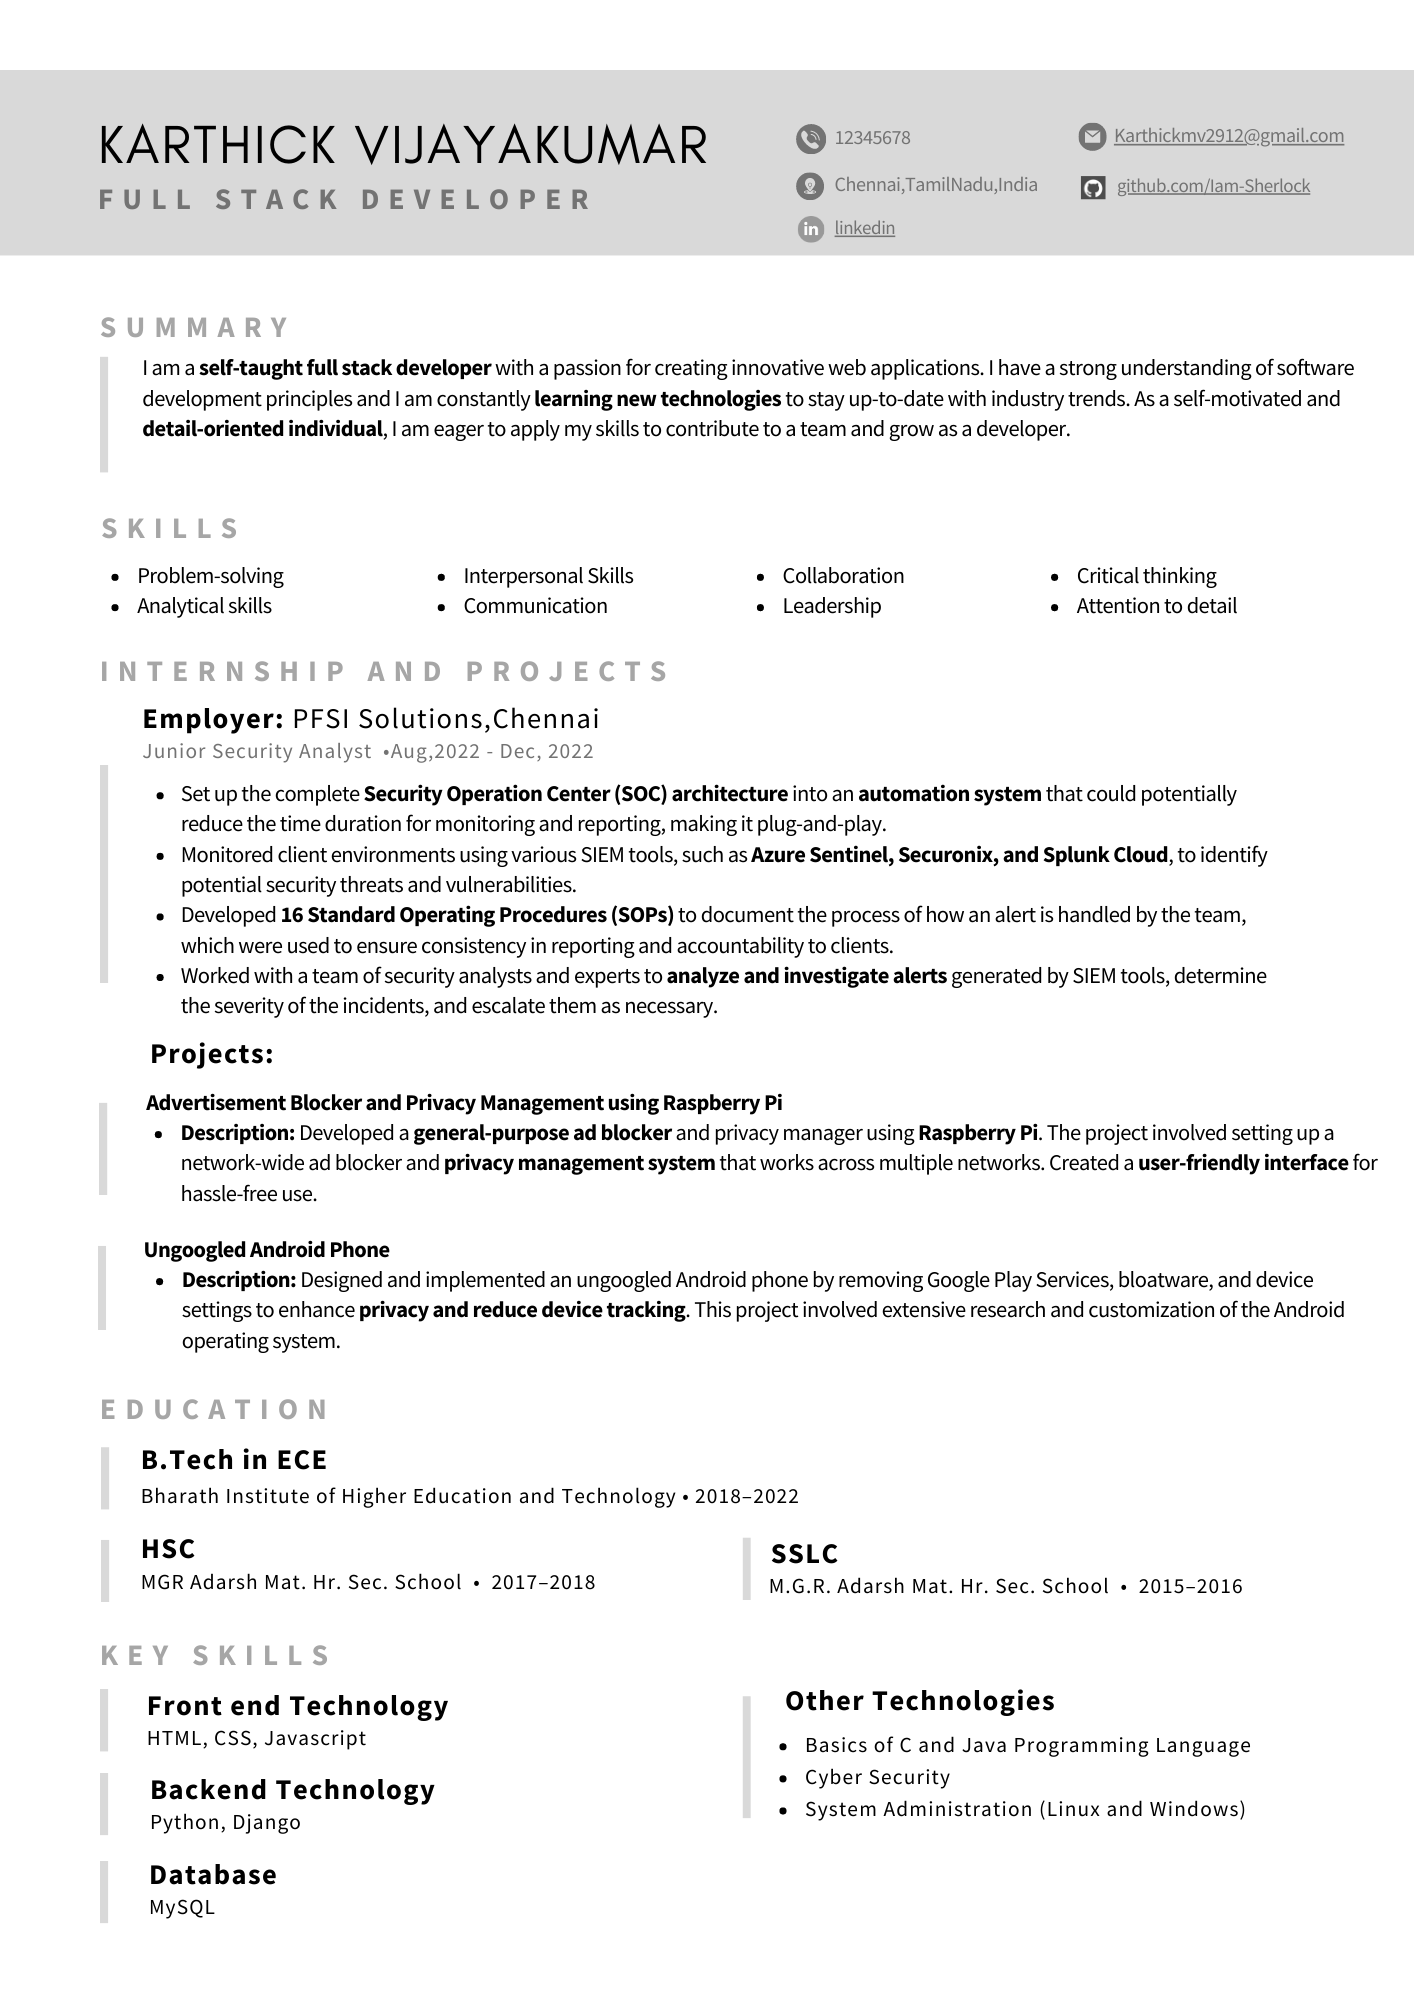 KARTHICK VIJAYAKUMAR
FULL STACK DEVELOPER
12345678
Karthickmv2912@gmail.com
Chennai,TamilNadu,India
github.com/Iam-Sherlock
linkedin
SUMMARY
I am a self-taught full stack developer with a passion for creating innovative web applications. I have a strong understanding of software
development principles and I am constantly learning new technologies to stay up-to-date with industry trends. As a self-motivated and
detail-oriented individual, I am eager to apply my skills to contribute to a team and grow as a developer.
SKILLS
• Problem-solving
• Analytical skills
• Interpersonal Skills
• Communication
• Collaboration
• Leadership
• Critical thinking
• Attention to detail
INTERNSHIP AND PROJECTS
Employer: PFSI Solutions,Chennai
Junior Security Analyst •Aug,2022 - Dec, 2022
• Set up the complete Security Operation Center (SOC) architecture into an automation system that could potentially
reduce the time duration for monitoring and reporting, making it plug-and-play.
• Monitored client environments using various SIEM tools, such as Azure Sentinel, Securonix, and Splunk Cloud, to identify
potential security threats and vulnerabilities.
• Developed 16 Standard Operating Procedures (SOPs) to document the process of how an alert is handled by the team,
which were used to ensure consistency in reporting and accountability to clients.
• Worked with a team of security analysts and experts to analyze and investigate alerts generated by SIEM tools, determine
the severity of the incidents, and escalate them as necessary.
Projects:
Advertisement Blocker and Privacy Management using Raspberry Pi
• Description: Developed a general-purpose ad blocker and privacy manager using Raspberry Pi. The project involved setting up a
network-wide ad blocker and privacy management system that works across multiple networks. Created a user-friendly interface for
hassle-free use.
Ungoogled Android Phone
• Description: Designed and implemented an ungoogled Android phone by removing Google Play Services, bloatware, and device
settings to enhance privacy and reduce device tracking. This project involved extensive research and customization of the Android
operating system.
EDUCATION
B.Tech in ECE
Bharath Institute of Higher Education and Technology • 2018–2022
HSC
MGR Adarsh Mat. Hr. Sec. School • 2017–2018
SSLC
M.G.R. Adarsh Mat. Hr. Sec. School • 2015–2016
KEY SKILLS
Front end Technology
HTML, CSS, Javascript
Backend Technology
Python, Django
Database
MySQL
Other Technologies
• Basics of C and Java Programming Language
• Cyber Security
• System Administration (Linux and Windows)